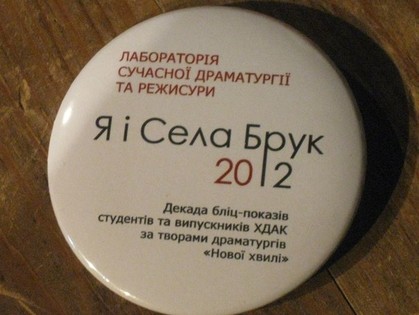 ЛАБОРАТОРІЯ
СУЧАСНОЇ ДРАМАТУРГІЇ
ТА РЕЖИСУРИ
Я і Села Брук
2012
Декада бліц-показів
студентів та випускників ХДАК
за творами драматургів
«Нової хвилі»